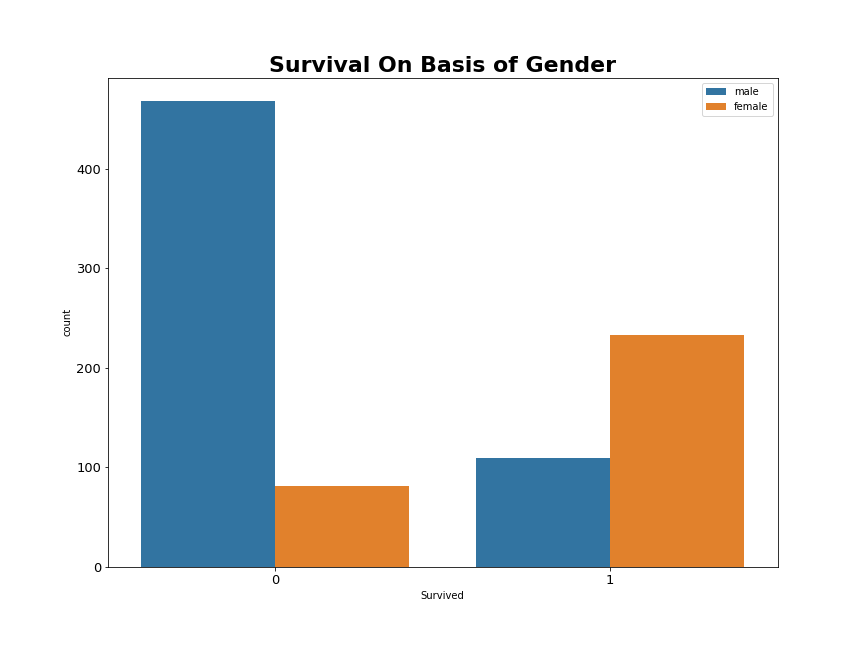 Survival On Basis of Gender
male
female
400
300
200
100
0
count
0 1
Survived